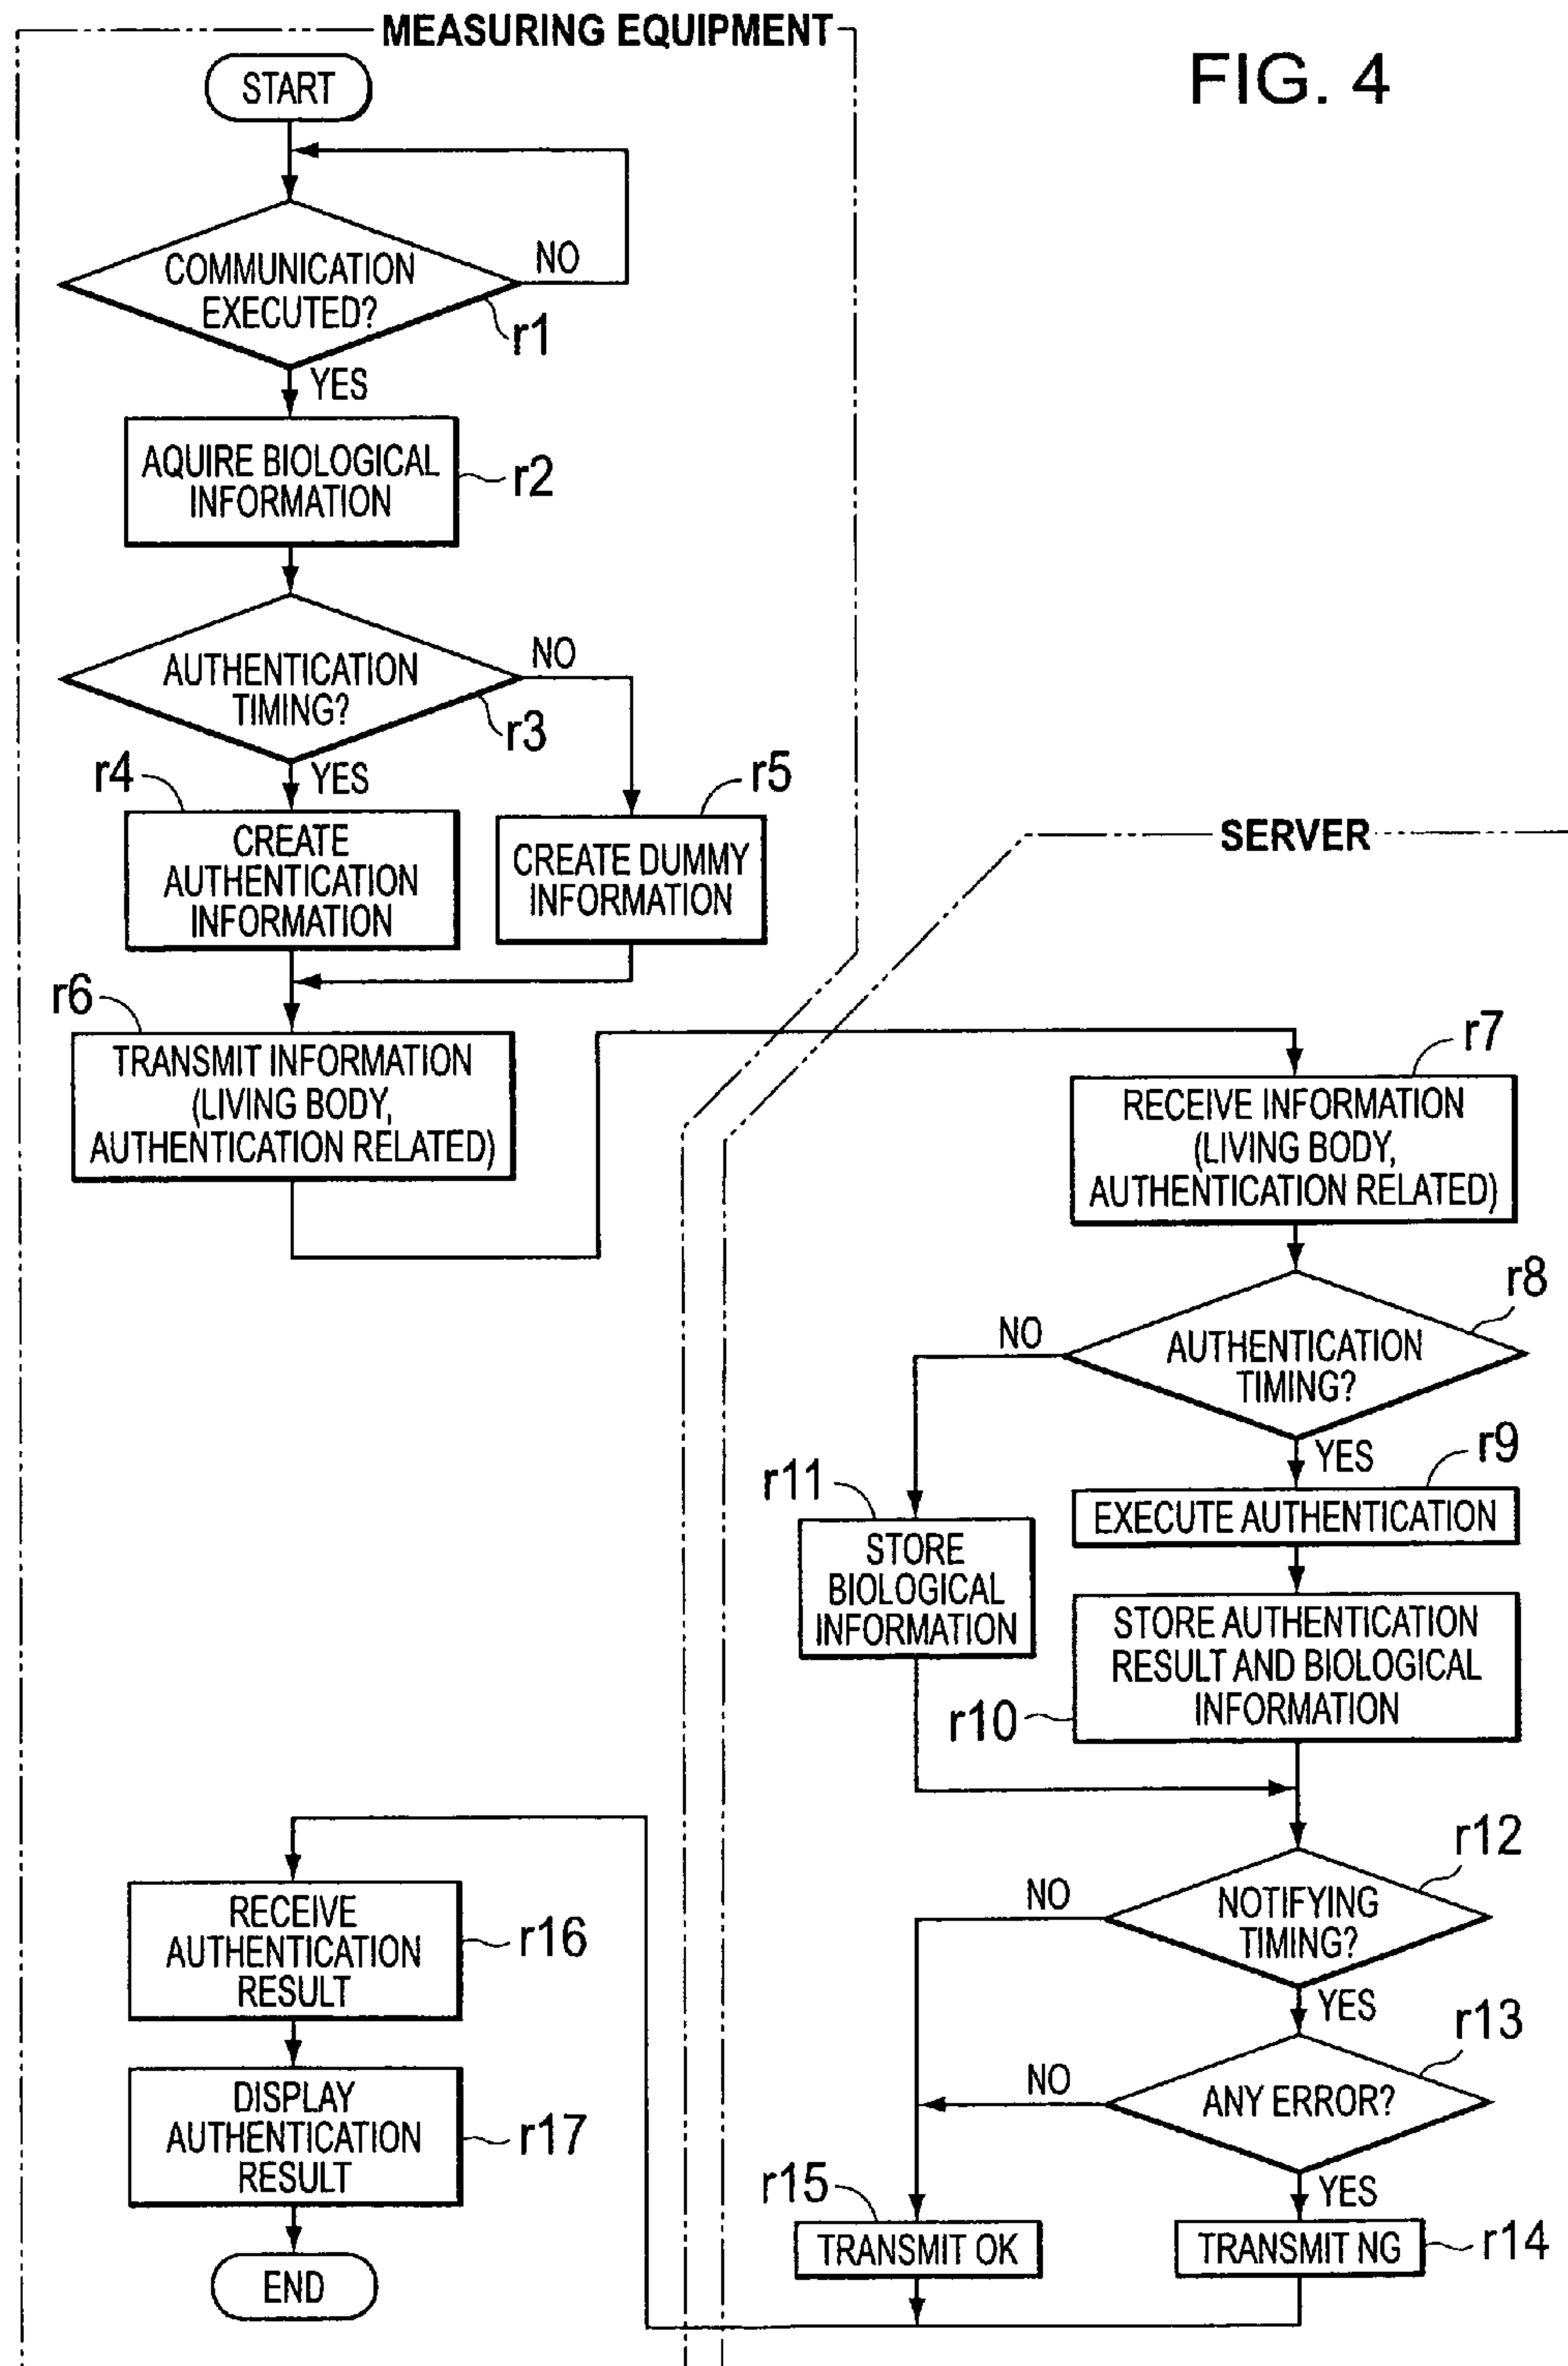 MEASURING EQUIPMENT
FIG. 4
START
COMMUNICATION
EXECUTED?
NO
r1
YES
AQUIRE BIOLOGICAL
INFORMATION
r2
AUTHENTICATION
TIMING?
NO
r3
r4
YES
r5
CREATE
AUTHENTICATION
INFORMATION
CREATE DUMMY
INFORMATION
r6
TRANSMIT INFORMATION
(LIVING BODY,
AUTHENTICATION RELATED)
SERVER
r7
RECEIVE INFORMATION
(LIVING BODY,
AUTHENTICATION RELATED)
r8
NO
AUTHENTICATION
TIMING?
YES
r9
EXECUTE AUTHENTICATION
r11
STORE
BIOLOGICAL
INFORMATION
STORE AUTHENTICATION
RESULT AND BIOLOGICAL
INFORMATION
r10
r12
NO
NOTIFYING
TIMING?
YES
r13
NO
ANY ERROR?
YES
r15
TRANSMIT OK
TRANSMIT NG
r14
RECEIVE
AUTHENTICATION
RESULT
r16
DISPLAY
AUTHENTICATION
RESULT
r17
END